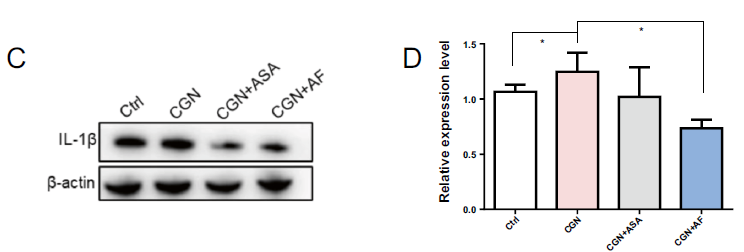 C
Ctrl
CGN
CGN+ASA
CGN+AF
IL-1β
β-actin
D
*
*
Relative expression level
1.5
1.0
0.5
0.0
Ctrl
CGN
CGN+ASA
CGN+AF